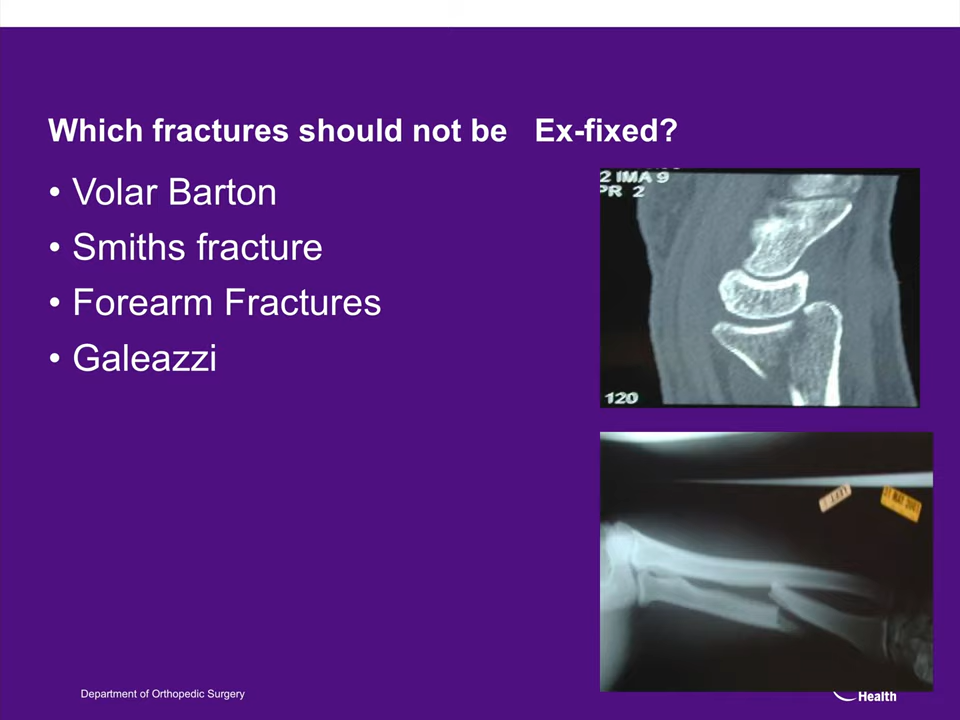 Which fractures should not be Ex-fixed?
• Volar Barton
• Smiths fracture
• Forearm Fractures
• Galeazzi
2 IMA 9
PR 2
120
Department of Orthopedic Surgery
Health